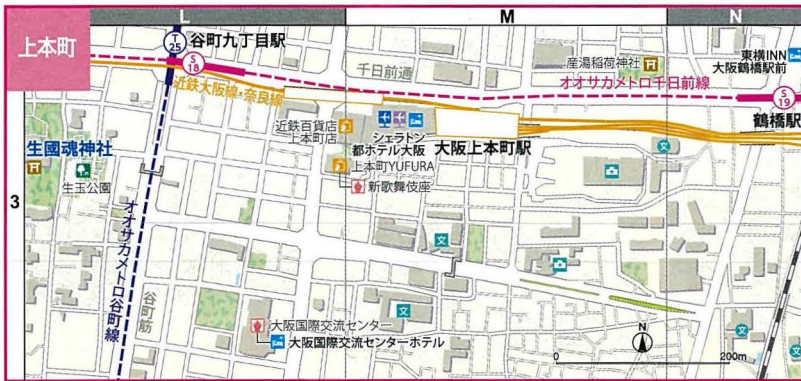 上本町
L
M
N
T
25
谷町九丁目駅
S
18
千日前通
産湯稲荷神社
東横INN
大阪鶴橋駅前
オオサカメトロ千日前線
S
19
鶴橋駅
近鉄大阪線・奈良線
近鉄百貨店
上本町店
シェラトン
都ホテル大阪
大阪上本町駅
上本町YUFURA
新歌舞伎座
生國魂神社
生玉公園
3
オオサカメトロ谷町線
谷町筋
文
文
文
文
文
大阪国際交流センター
大阪国際交流センターホテル
N
0
200m